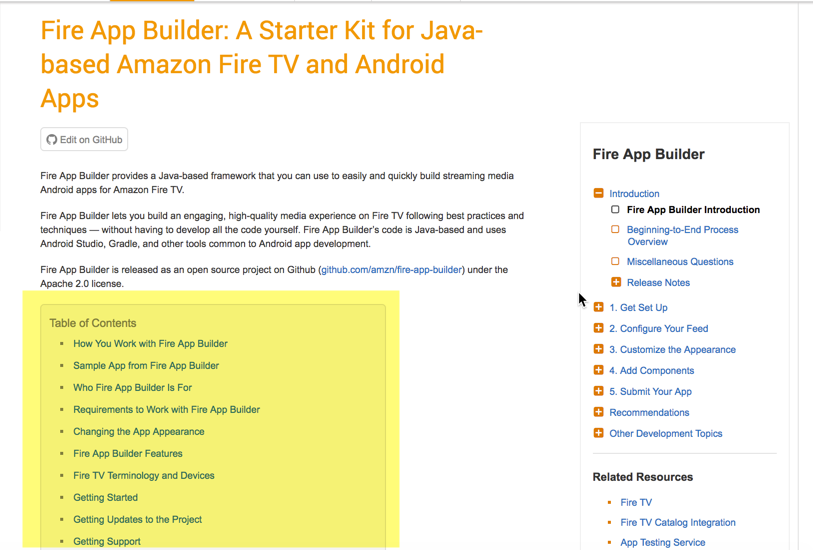 Fire App Builder: A Starter Kit for Java-
based Amazon Fire TV and Android
Apps
Edit on GitHub
Fire App Builder provides a Java-based framework that you can use to easily and quickly build streaming media
Android apps for Amazon Fire TV.
Fire App Builder lets you build an engaging, high-quality media experience on Fire TV following best practices and
techniques — without having to develop all the code yourself. Fire App Builder's code is Java-based and uses
Android Studio, Gradle, and other tools common to Android app development.
Fire App Builder is released as an open source project on Github (github.com/amzn/fire-app-builder) under the
Apache 2.0 license.
Table of Contents
How You Work with Fire App Builder
Sample App from Fire App Builder
Who Fire App Builder Is For
Requirements to Work with Fire App Builder
Changing the App Appearance
Fire App Builder Features
Fire TV Terminology and Devices
Getting Started
Getting Updates to the Project
Getting Support
Fire App Builder
Introduction
Fire App Builder Introduction
Beginning-to-End Process
Overview
Miscellaneous Questions
Release Notes
1. Get Set Up
2. Configure Your Feed
3. Customize the Appearance
4. Add Components
5. Submit Your App
Recommendations
Other Development Topics
Related Resources
Fire TV
Fire TV Catalog Integration
App Testing Service